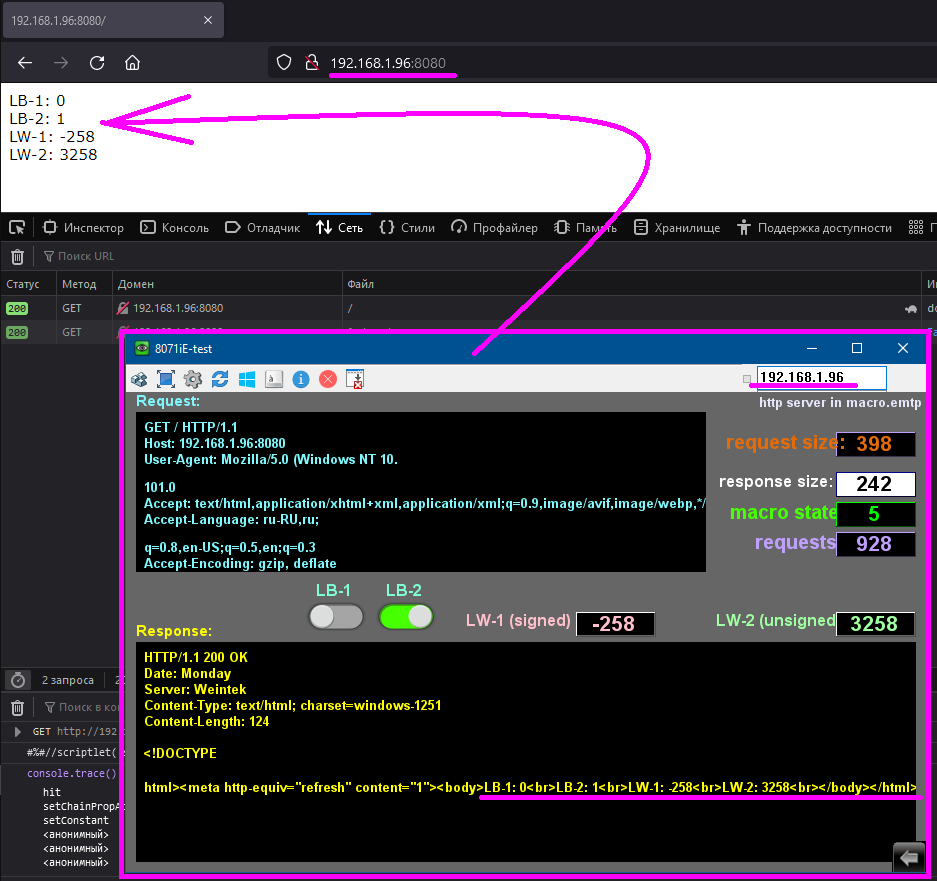 192.168.1.96:8080/
192.168.1.96:8080
LB-1: 0
LB-2: 1
LW-1: -258
LW-2: 3258
Инспектор Консоль Отладчик Сеть Стили Профайлер Память Хранилище Поддержка доступности
Поиск URL
Статус Метод Домен Файл
200 GET 192.168.1.96:8080 /
200 GET
8071iE-test
192.168.1.96
Request:
http server in macro.emtp
GET / HTTP/1.1
Host: 192.168.1.96:8080
User-Agent: Mozilla/5.0 (Windows NT 10.
101.0
Accept: text/html,application/xhtml+xml,application/xml;q=0.9,image/avif,image/webp,*/
Accept-Language: ru-RU,ru;
q=0.8,en-US;q=0.5,en;q=0.3
Accept-Encoding: gzip, deflate
request size: 398
response size: 242
macro state 5
requests 928
LB-1 LB-2
LW-1 (signed) -258
LW-2 (unsigned 3258
Response:
HTTP/1.1 200 OK
Date: Monday
Server: Weintek
Content-Type: text/html; charset=windows-1251
Content-Length: 124
<!DOCTYPE
html><meta http-equiv="refresh" content="1"><body>LB-1: 0<br>LB-2: 1<br>LW-1: -258<br>LW-2: 3258<br></body></html>
2 запроса
Поиск в
GET http://192
#%#//scriptlet(
console.trace()
hit
setChainPropA
setConstant
<анонимный>
<анонимный>
<анонимный>